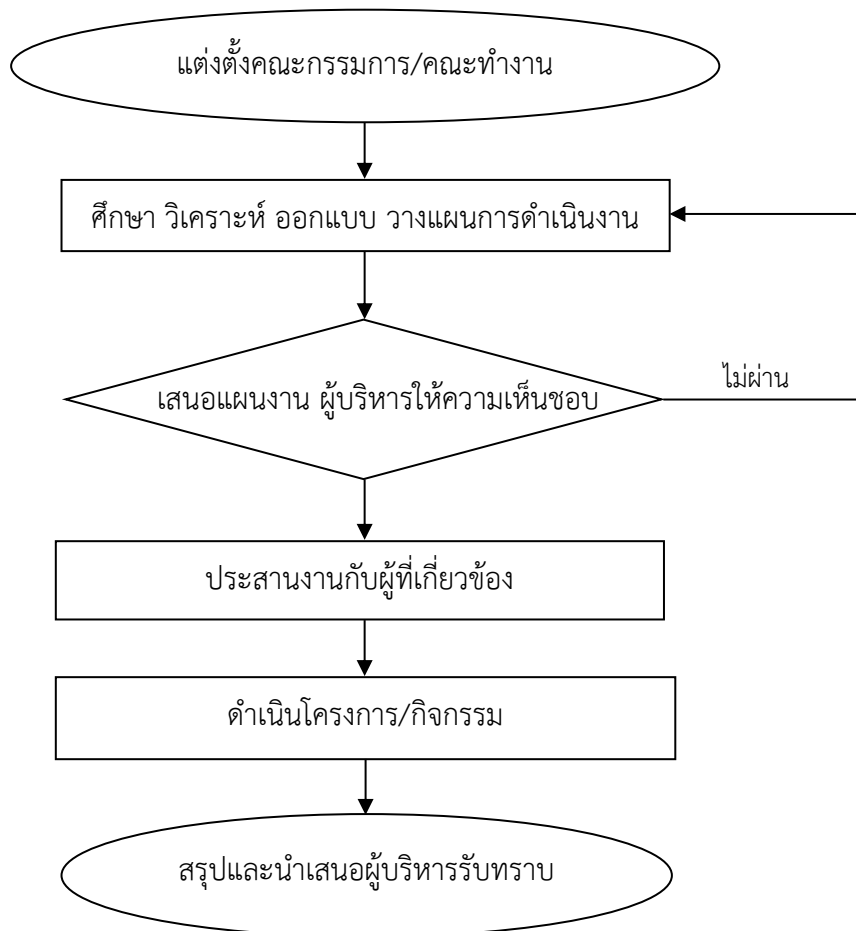 แต่งตั้งคณะกรรมการ/คณะทำงาน
ศึกษา วิเคราะห์ ออกแบบ วางแผนการดำเนินงาน
เสนอแผนงาน ผู้บริหารให้ความเห็นชอบ
ไม่ผ่าน
ประสานงานกับผู้ที่เกี่ยวข้อง
ดำเนินโครงการ/กิจกรรม
สรุปและนำเสนอผู้บริหารรับทราบ